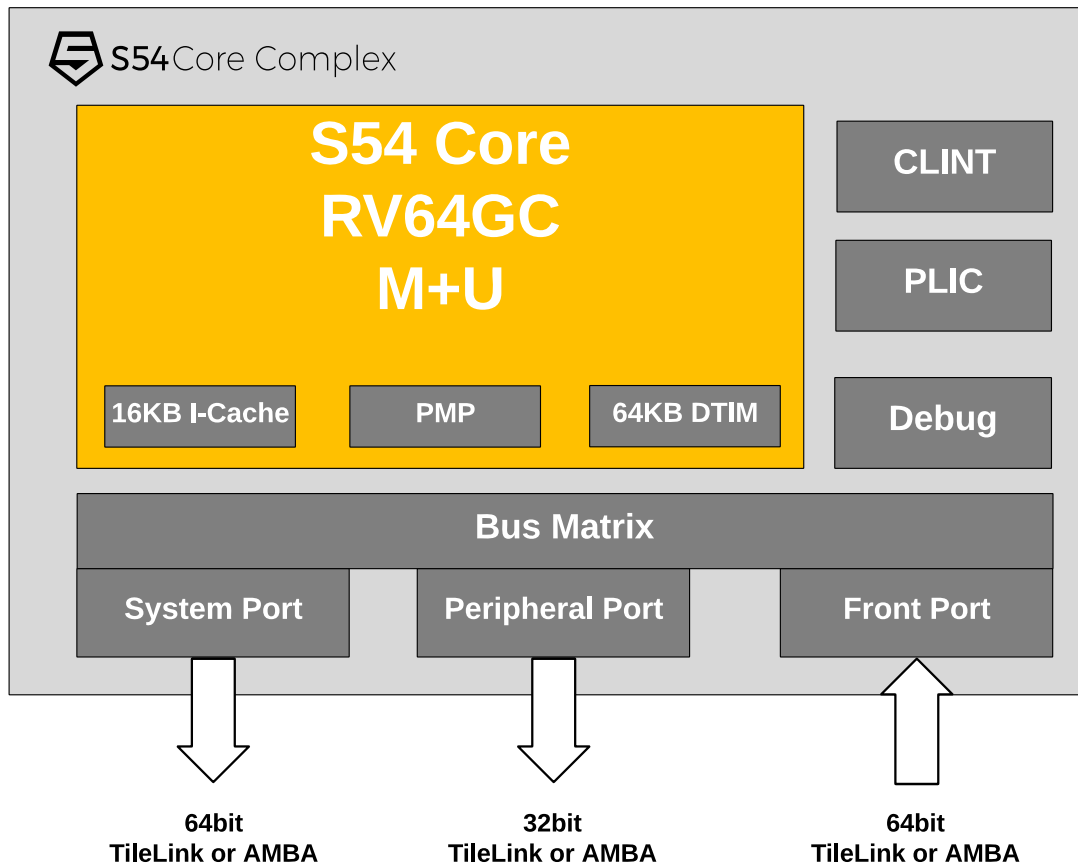 S54 Core Complex
S54 Core
RV64GC
M+U
CLINT
PLIC
Debug
16KB I-Cache
PMP
64KB DTIM
Bus Matrix
System Port
Peripheral Port
Front Port
64bit
TileLink or AMBA
32bit
TileLink or AMBA
64bit
TileLink or AMBA